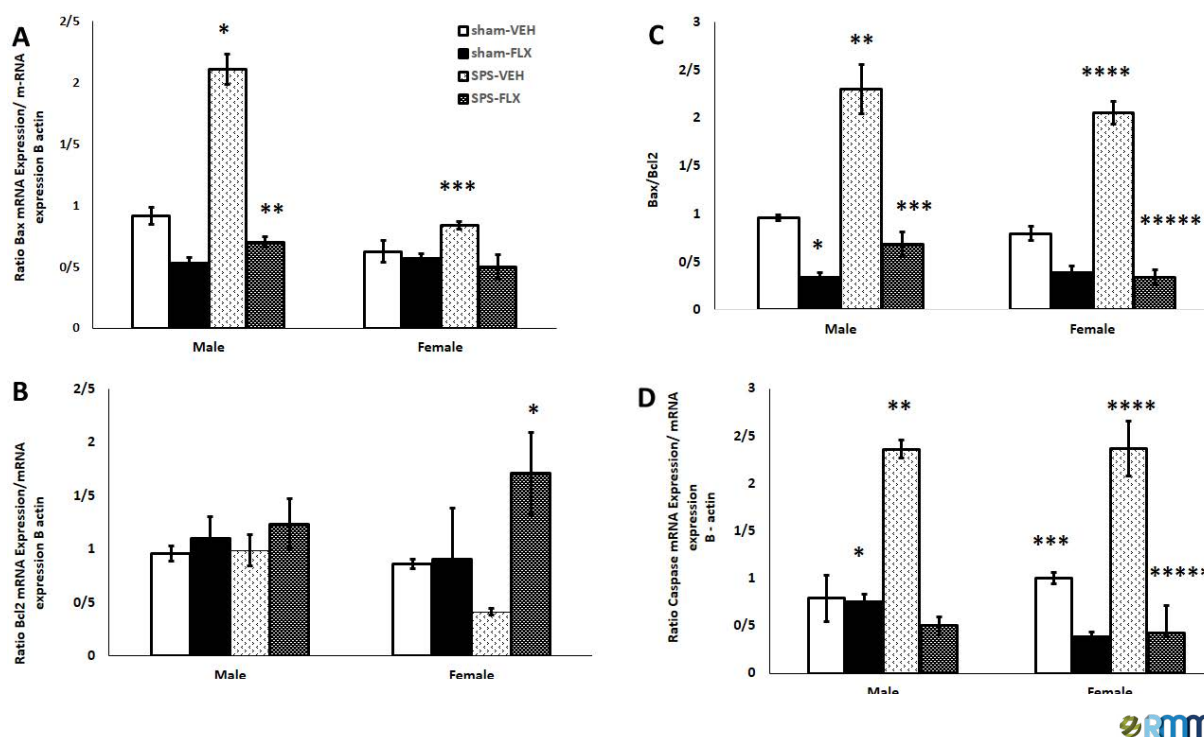 A
Ratio Bax mRNA Expression/ m-RNA
expression B actin
2/5
2
1/5
1
0/5
0
*
**
***
Male
Female
sham-VEH
sham-FLX
SPS-VEH
SPS-FLX
C
Bax/Bcl2
3
2/5
2
1/5
1
0/5
0
*
**
***
****
*****
Male
Female
B
Ratio Bcl2 mRNA Expression/mRNA
expression B actin
2/5
2
1/5
1
0/5
0
*
Male
Female
D
Ratio Caspase mRNA Expression/ mRNA
expression
B - actin
3
2/5
2
1/5
1
0/5
0
*
**
***
****
*****
Male
Female
RMM